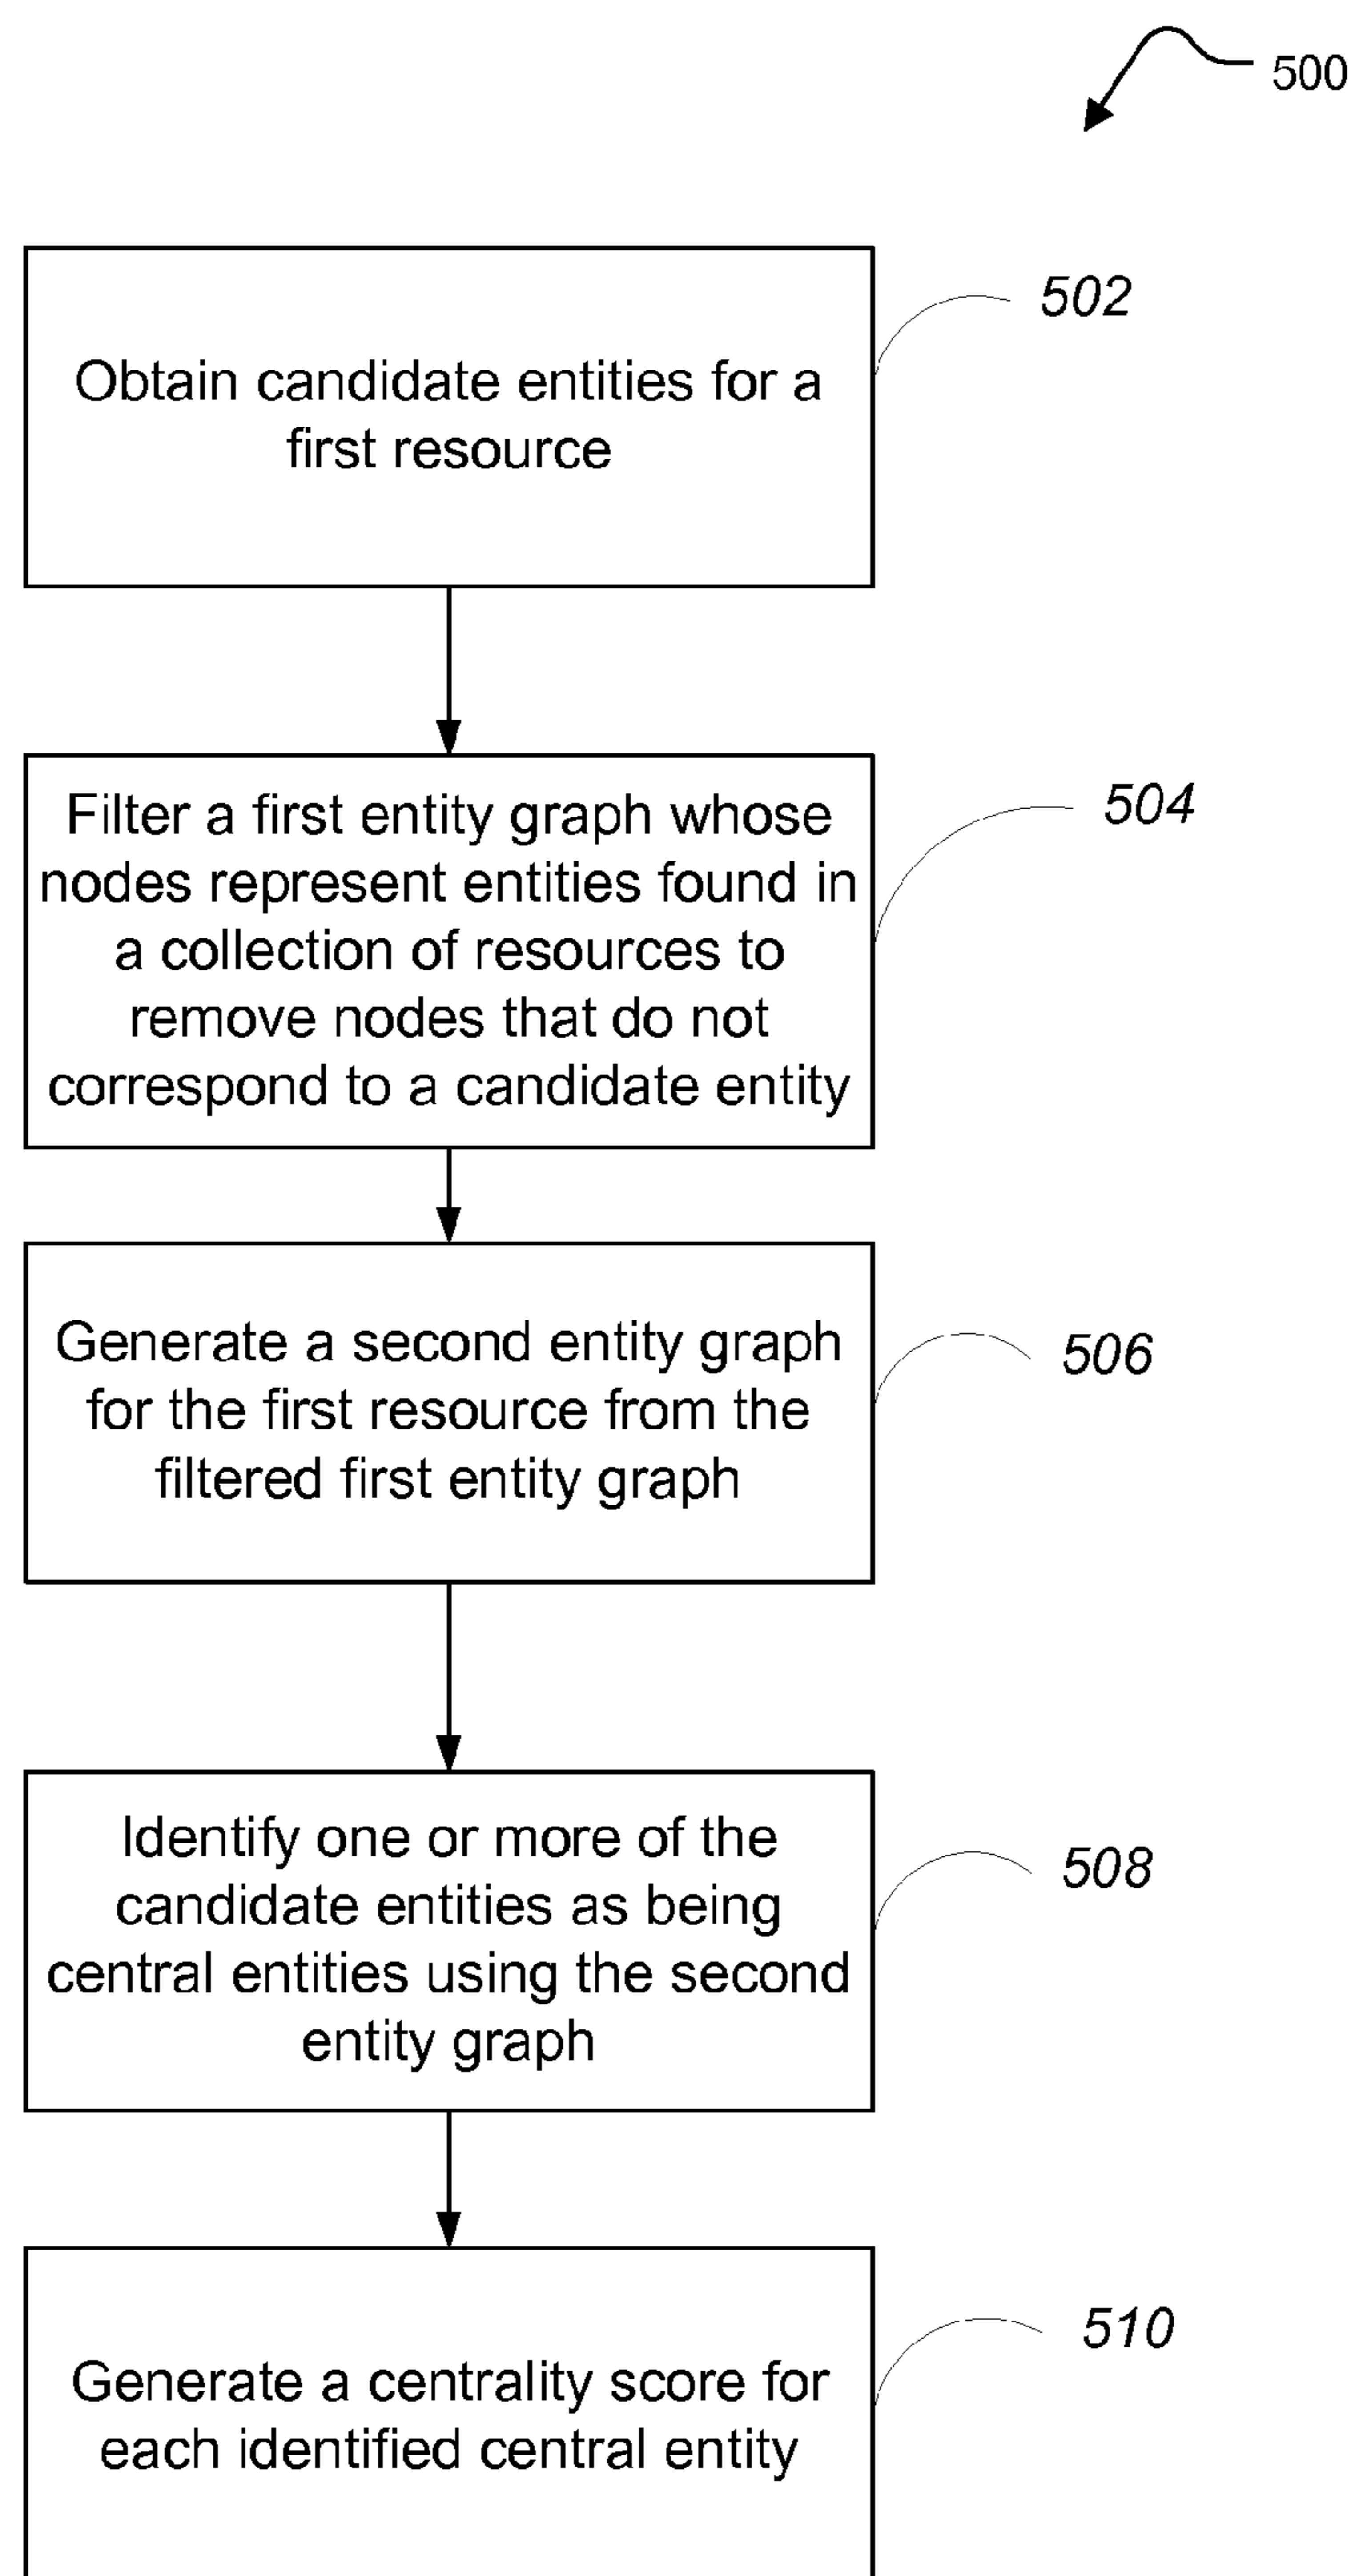 500
Obtain candidate entities for a
first resource
502
Filter a first entity graph whose
nodes represent entities found in
a collection of resources to
remove nodes that do not
correspond to a candidate entity
504
Generate a second entity graph
for the first resource from the
filtered first entity graph
506
Identify one or more of the
candidate entities as being
central entities using the second
entity graph
508
Generate a centrality score for
each identified central entity
510